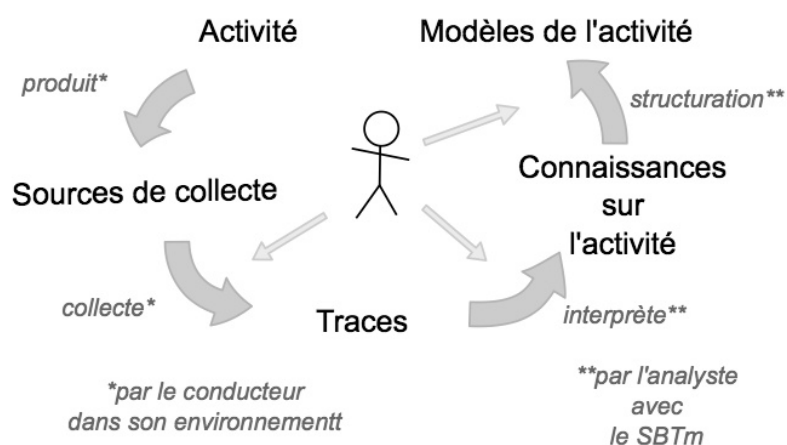 Activité
Modèles de l'activité
produit*
structuration**
Sources de collecte
Connaissances
sur
l'activité
collecte*
Traces
interprète**
*par le conducteur
dans son environnementt
**par l'analyste
avec
le SBTm